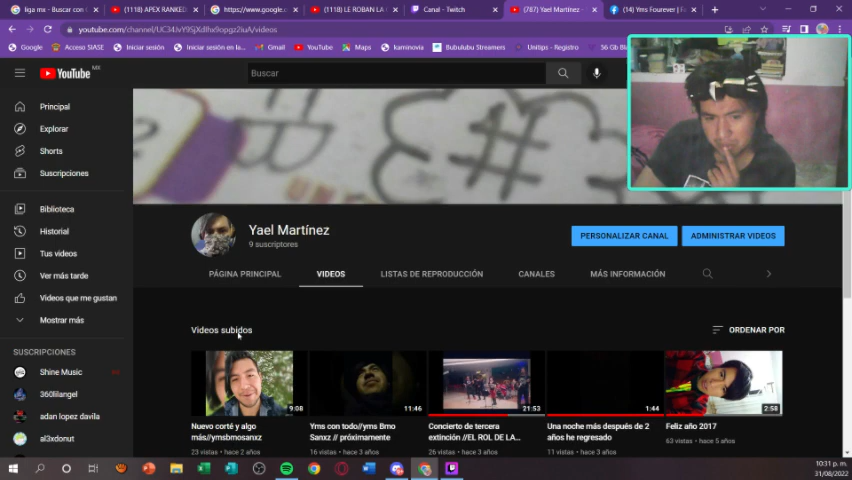 liga ma - Buscar con G
(1118) APEX RANKED
https://www.google.c
(1118) LE ROBAN LA
Canal - Twitch
(787) Yael Martínez -
(14) Yms Fourever | F
Google
Acceso SIASE
Iniciar sesión
Iniciar sesión en la...
Gmail
YouTube
Maps
kaminovia
Bubulubu Streamers
Unitips - Registro
56 Gb Bla
YouTube MX
Buscar
Principal
Explorar
Shorts
Suscripciones
Biblioteca
Historial
Tus videos
Ver más tarde
Videos que me gustan
Mostrar más
SUSCRIPCIONES
Shine Music
360lilangel
adan lopez davila
al3xdonut
Yael Martínez
9 suscriptores
PERSONALIZAR CANAL
ADMINISTRAR VIDEOS
PÁGINA PRINCIPAL
VIDEOS
LISTAS DE REPRODUCCIÓN
CANALES
MÁS INFORMACIÓN
Videos subidos
ORDENAR POR
9:08
11:46
21:53
1:44
2:58
Nuevo corté y algo
más//ymsbmosanxz
23 vistas • hace 2 años
Yms con todo//yms Bmo
Sanxz // próximamente
16 vistas • hace 3 años
Concierto de tercera
extinción //EL ROL DE LA...
26 vistas • hace 3 años
Una noche más después de 2
años he regresado
11 vistas • hace 3 años
Feliz año 2017
63 vistas • hace 5 años
10:31 p. m.
31/08/2022